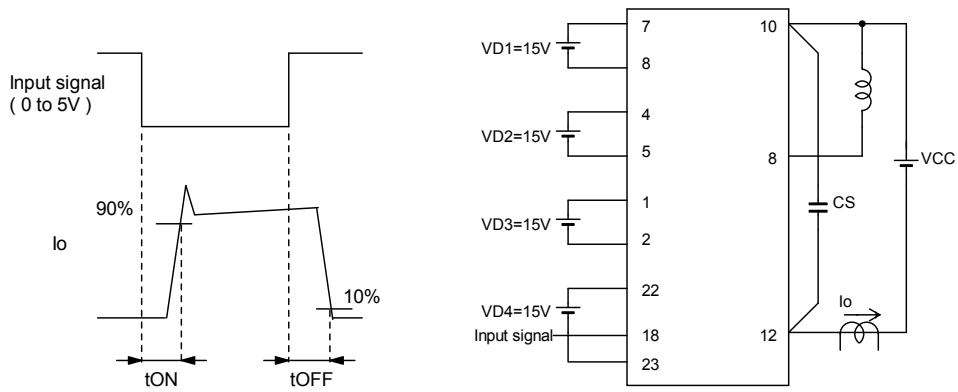 Input signal
( 0 to 5V )
90%
Io
10%
tON
tOFF
VD1=15V
7
8
VD2=15V
4
5
VD3=15V
1
2
VD4=15V
22
Input signal
18
23
10
8
12
VCC
CS
Io